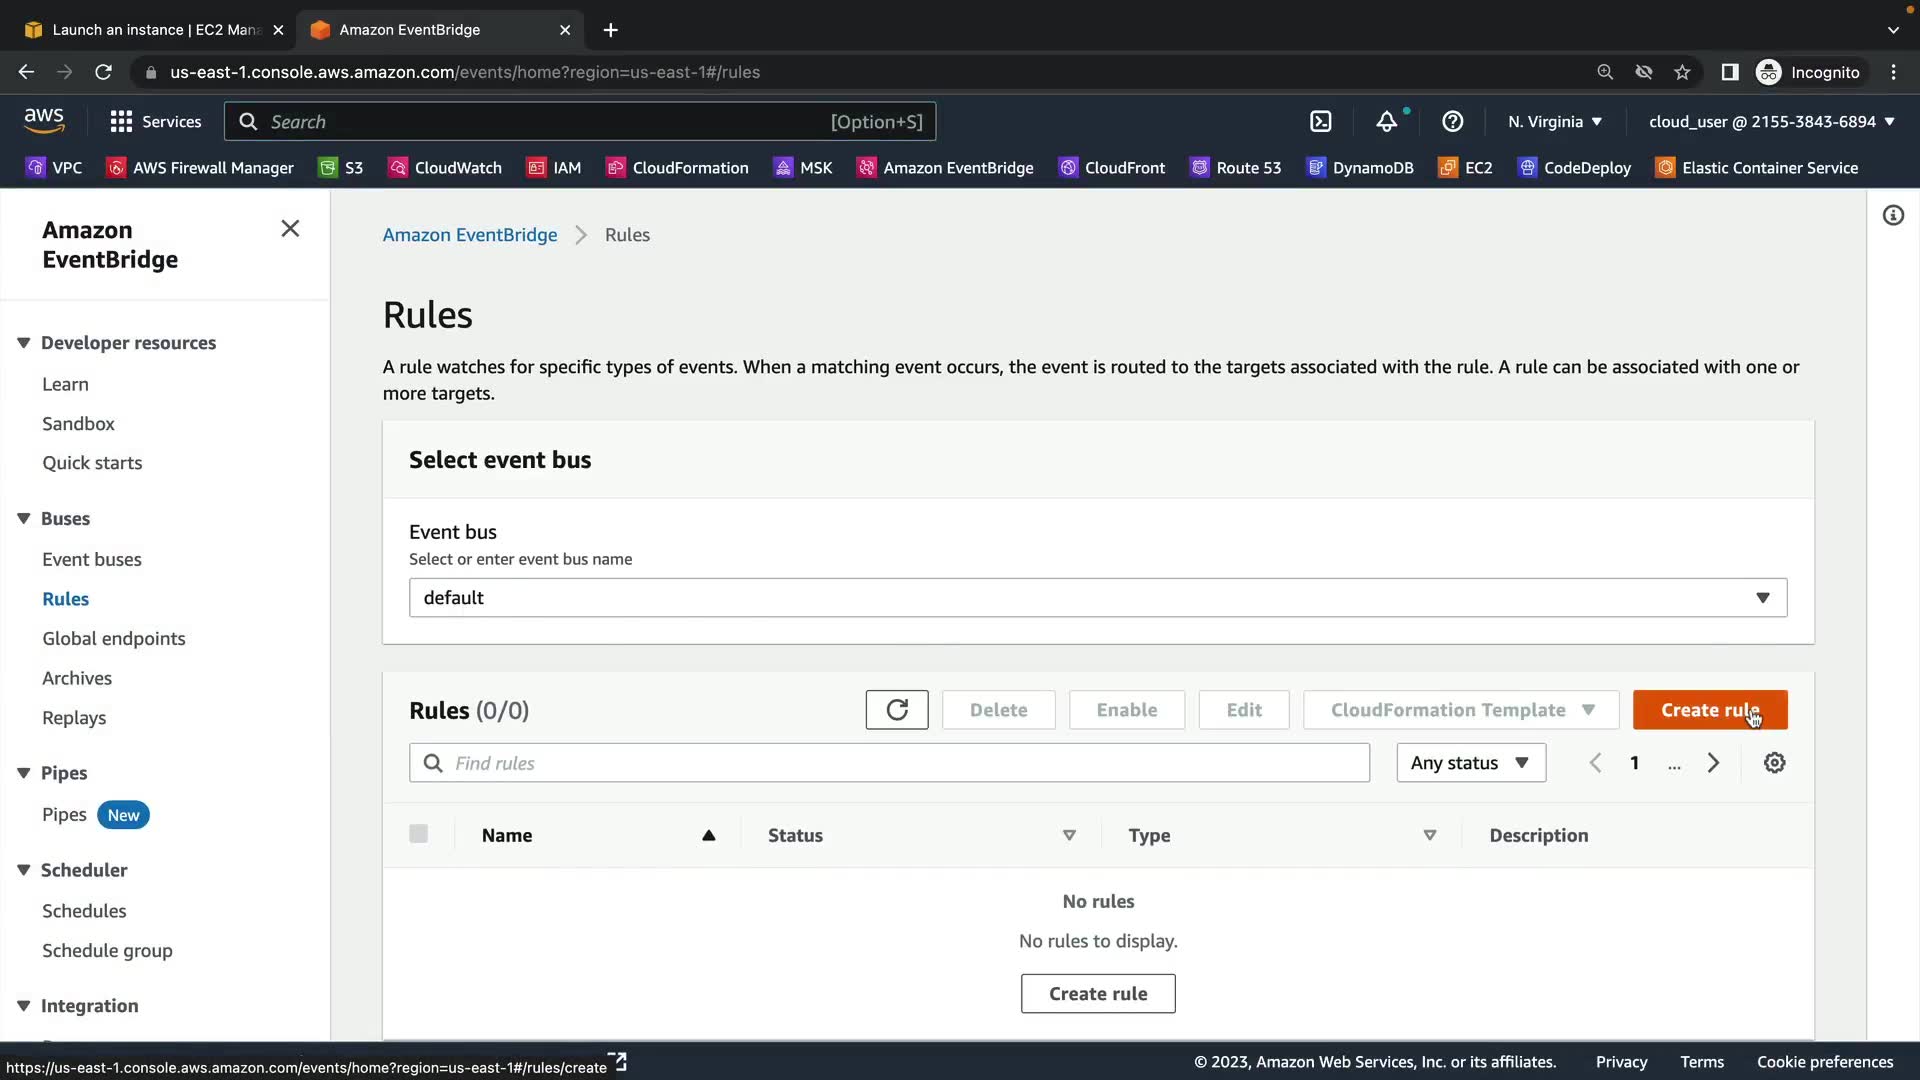 Launch an instance | EC2 Mana
Amazon EventBridge
us-east-1.console.aws.amazon.com/events/home?region=us-east-1#/rules
Incognito
aws
Services
Search
[Option+S]
N. Virginia
cloud_user @ 2155-3843-6894
VPC
AWS Firewall Manager
S3
CloudWatch
IAM
CloudFormation
MSK
Amazon EventBridge
CloudFront
Route 53
DynamoDB
EC2
CodeDeploy
Elastic Container Service
Amazon
EventBridge
Developer resources
Learn
Sandbox
Quick starts
Buses
Event buses
Rules
Global endpoints
Archives
Replays
Pipes
Pipes New
Scheduler
Schedules
Schedule group
Integration
Amazon EventBridge > Rules
Rules
A rule watches for specific types of events. When a matching event occurs, the event is routed to the targets associated with the rule. A rule can be associated with one or
more targets.
Select event bus
Event bus
Select or enter event bus name
default
Rules (0/0)
Delete
Enable
Edit
CloudFormation Template
Create rule
Find rules
Any status
1
...
Name
Status
Type
Description
No rules
No rules to display.
Create rule
https://us-east-1.console.aws.amazon.com/events/home?region=us-east-1#/rules/create
© 2023, Amazon Web Services, Inc. or its affiliates.
Privacy
Terms
Cookie preferences